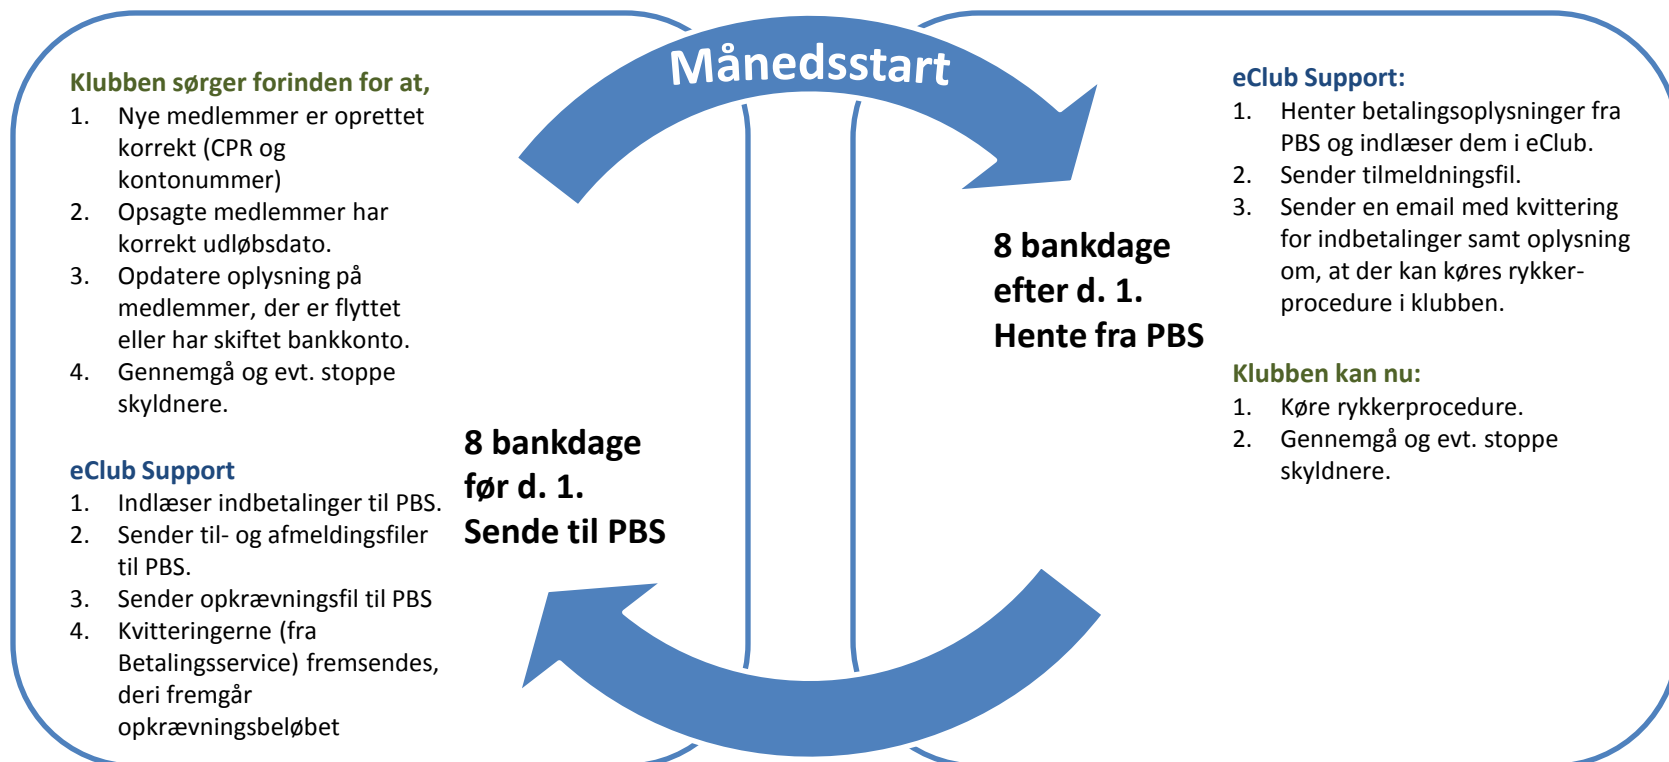 Månedsstart
Klubben sørger forinden for at,
1. Nye medlemmer er oprettet
korrekt (CPR og
kontonummer)
2. Opsagte medlemmer har
korrekt udløbsdato.
3. Opdatere oplysning på
medlemmer, der er flyttet
eller har skiftet bankkonto.
4. Gennemgå og evt. stoppe
skyldnere.
eClub Support
1. Indlæser indbetalinger til PBS.
2. Sender til- og afmeldingsfiler
til PBS.
3. Sender opkrævningsfil til PBS
4. Kvitteringerne (fra
Betalingsservice) fremsendes,
deri fremgår
opkrævningsbeløbet
8 bankdage
før d. 1.
Sende til PBS
8 bankdage
efter d. 1.
Hente fra PBS
eClub Support:
1. Henter betalingsoplysninger fra
PBS og indlæser dem i eClub.
2. Sender tilmeldningsfil.
3. Sender en email med kvittering
for indbetalinger samt oplysning
om, at der kan køres rykker-
procedure i klubben.
Klubben kan nu:
1. Køre rykkerprocedure.
2. Gennemgå og evt. stoppe
skyldnere.